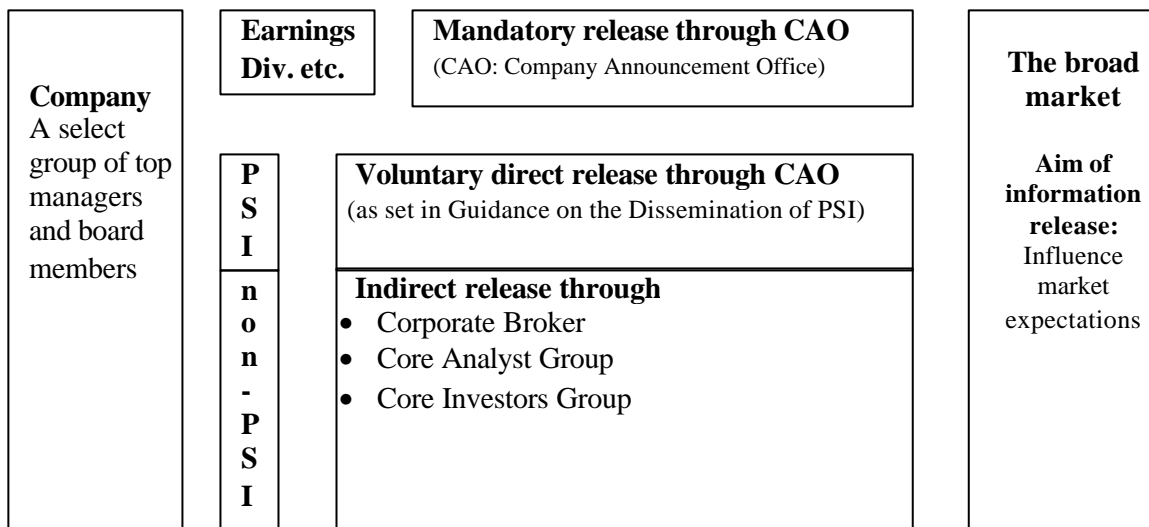 Company
A select
group of top
managers
and board
members
Earnings
Div. etc.
Mandatory release through CAO
(CAO: Company Announcement Office)
P
S
I
Voluntary direct release through CAO
(as set in Guidance on the Dissemination of PSI)
n
o
n
-
P
S
I
Indirect release through
• Corporate Broker
• Core Analyst Group
• Core Investors Group
The broad
market
Aim of
information
release:
Influence
market
expectations